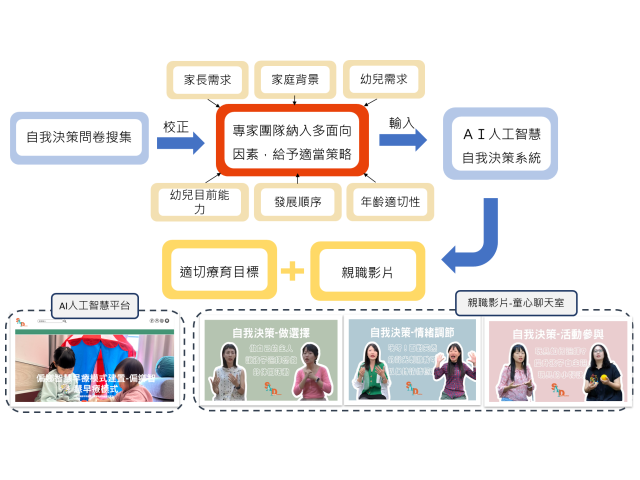 家長需求
家庭背景
幼兒需求
自我決策問卷搜集
校正
專家團隊納入多面向
因素，給予適當策略
輸入
ＡＩ人工智慧
自我決策系統
幼兒目前能
力
發展順序
年齡適切性
適切療育目標
親職影片
AI人工智慧平台
親職影片-童心聊天室
自我決策-做選擇
自我決策-情緒調節
自我決策-活動參與